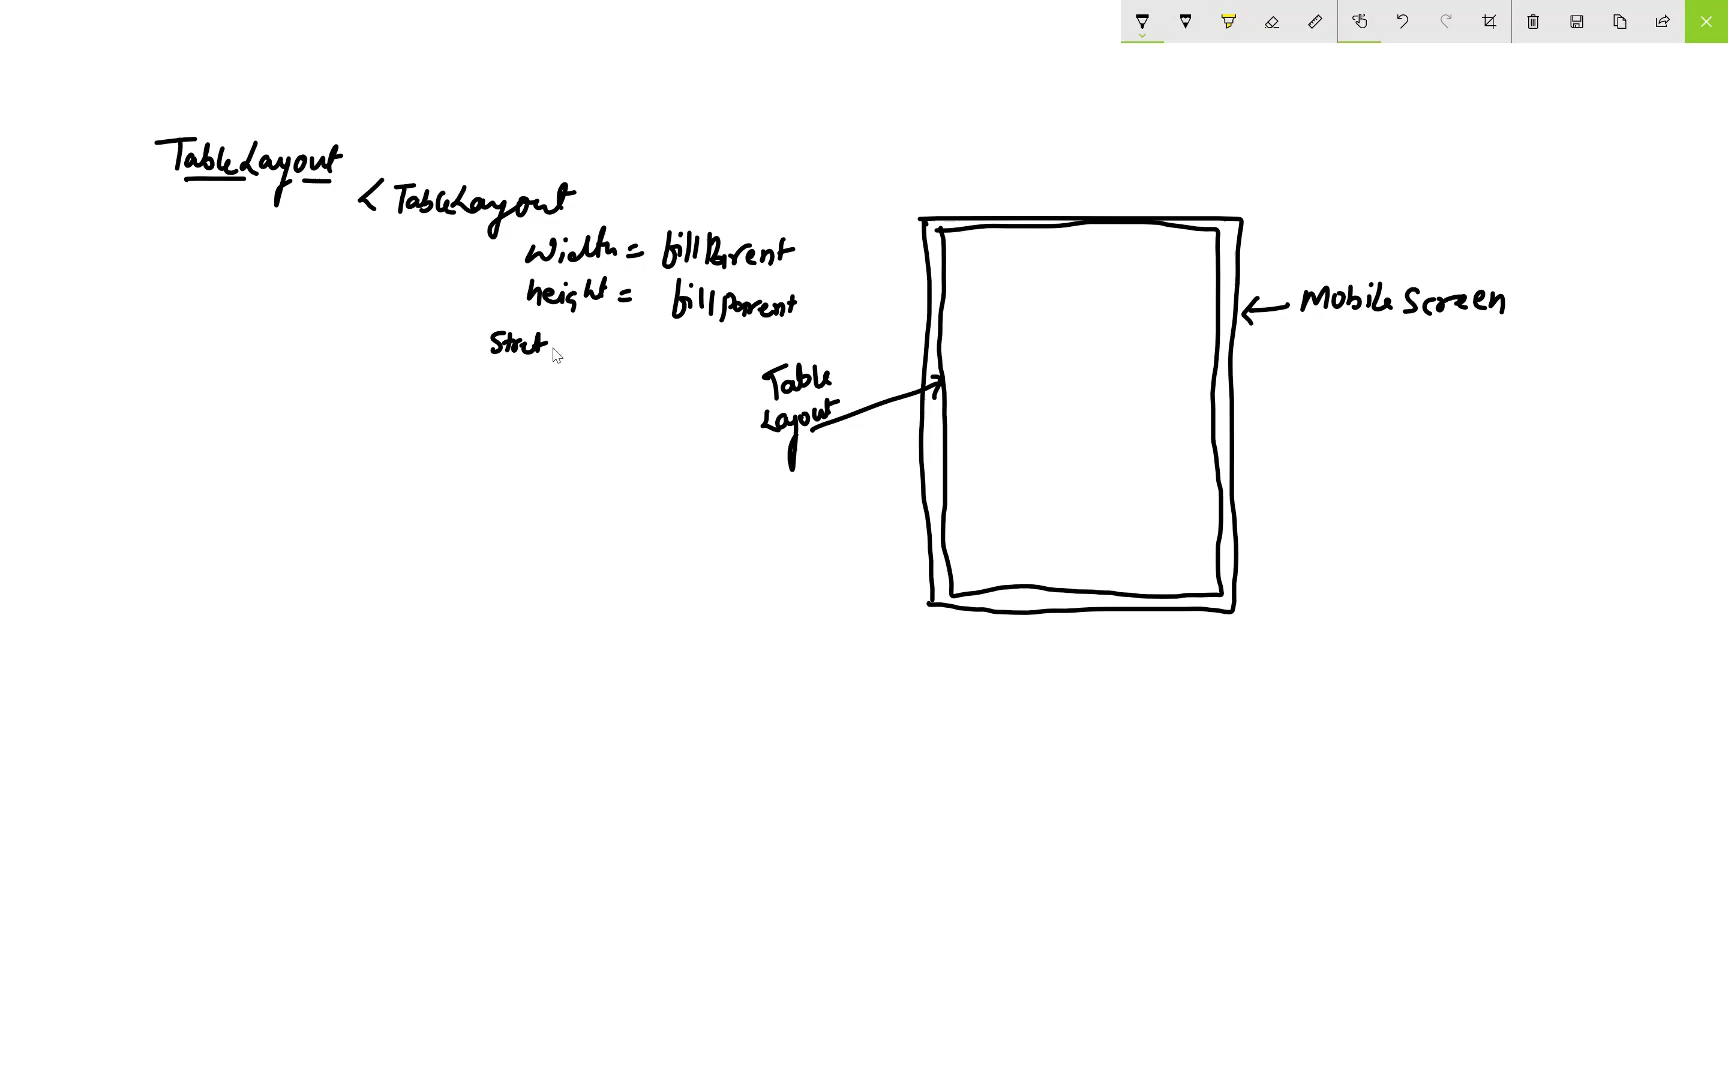 TableLayout
< TableLayout
width = fillParent
height = fillparent
Stret
Table
Layout
Mobile Screen